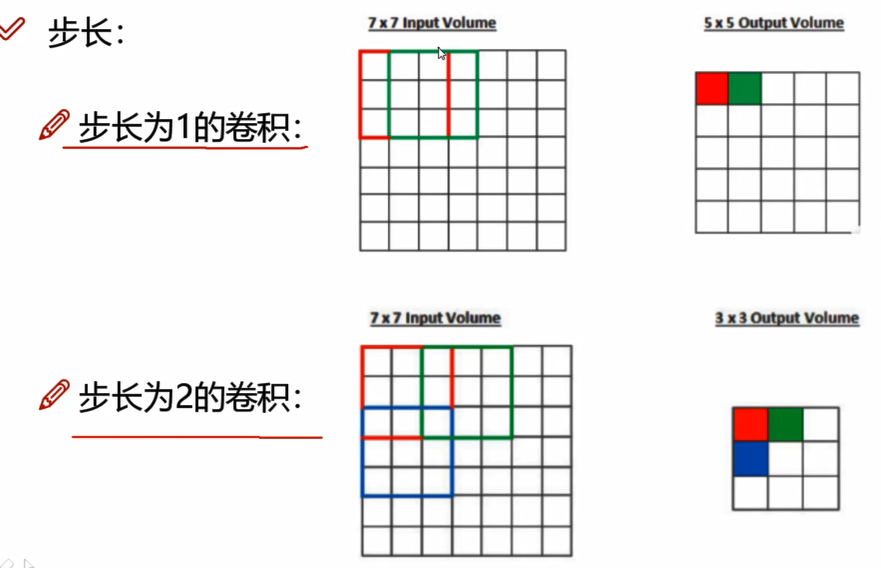 步长：
7 x 7 Input Volume
5 x 5 Output Volume
步长为1的卷积：
7 x 7 Input Volume
3 x 3 Output Volume
步长为2的卷积：